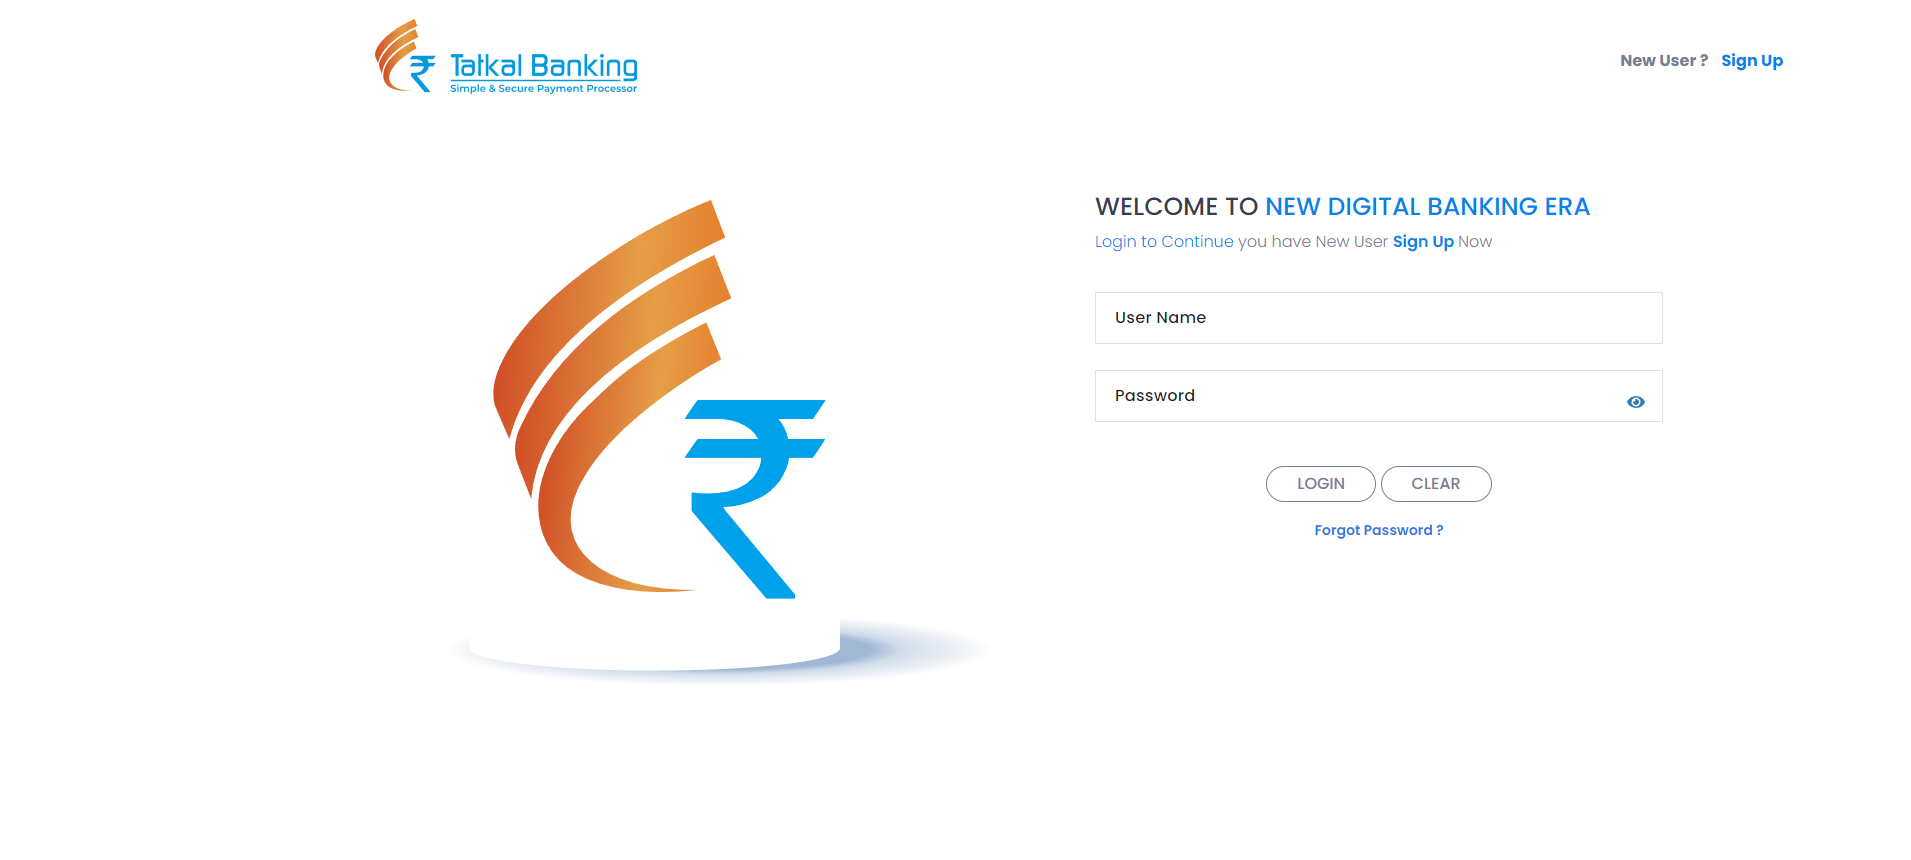 Tatkal Banking
Simple & Secure Payment Processor
New User ? Sign Up
WELCOME TO NEW DIGITAL BANKING ERA
Login to Continue you have New User Sign Up Now
User Name
Password
LOGIN CLEAR
Forgot Password ?